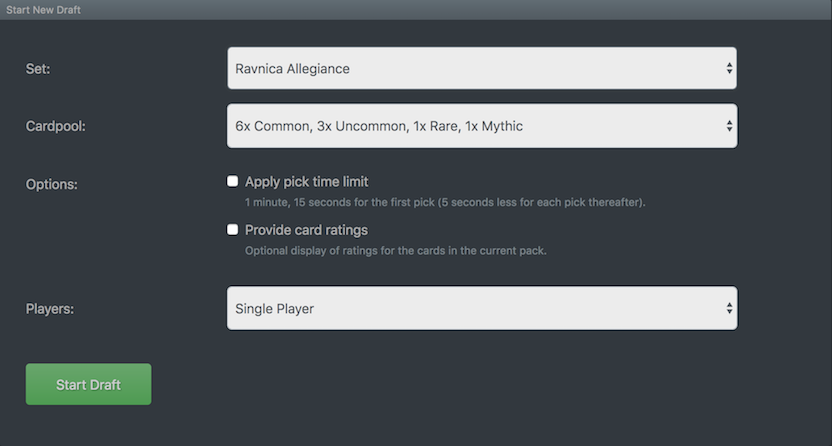 Start New Draft
Set:
Ravnica Allegiance
Cardpool:
6x Common, 3x Uncommon, 1x Rare, 1x Mythic
Options:
Apply pick time limit
1 minute, 15 seconds for the first pick (5 seconds less for each pick thereafter).
Provide card ratings
Optional display of ratings for the cards in the current pack.
Players:
Single Player
Start Draft